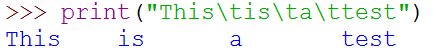 >>> print("This\tis\ta\ttest")
This    is      a       test